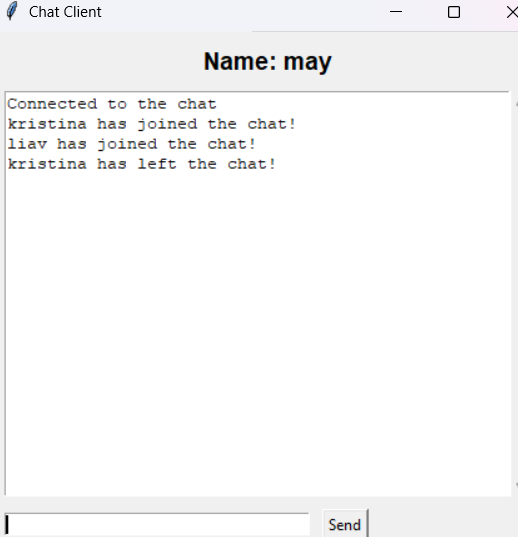 Chat Client
Name: may
Connected to the chat
kristina has joined the chat!
liav has joined the chat!
kristina has left the chat!
Send